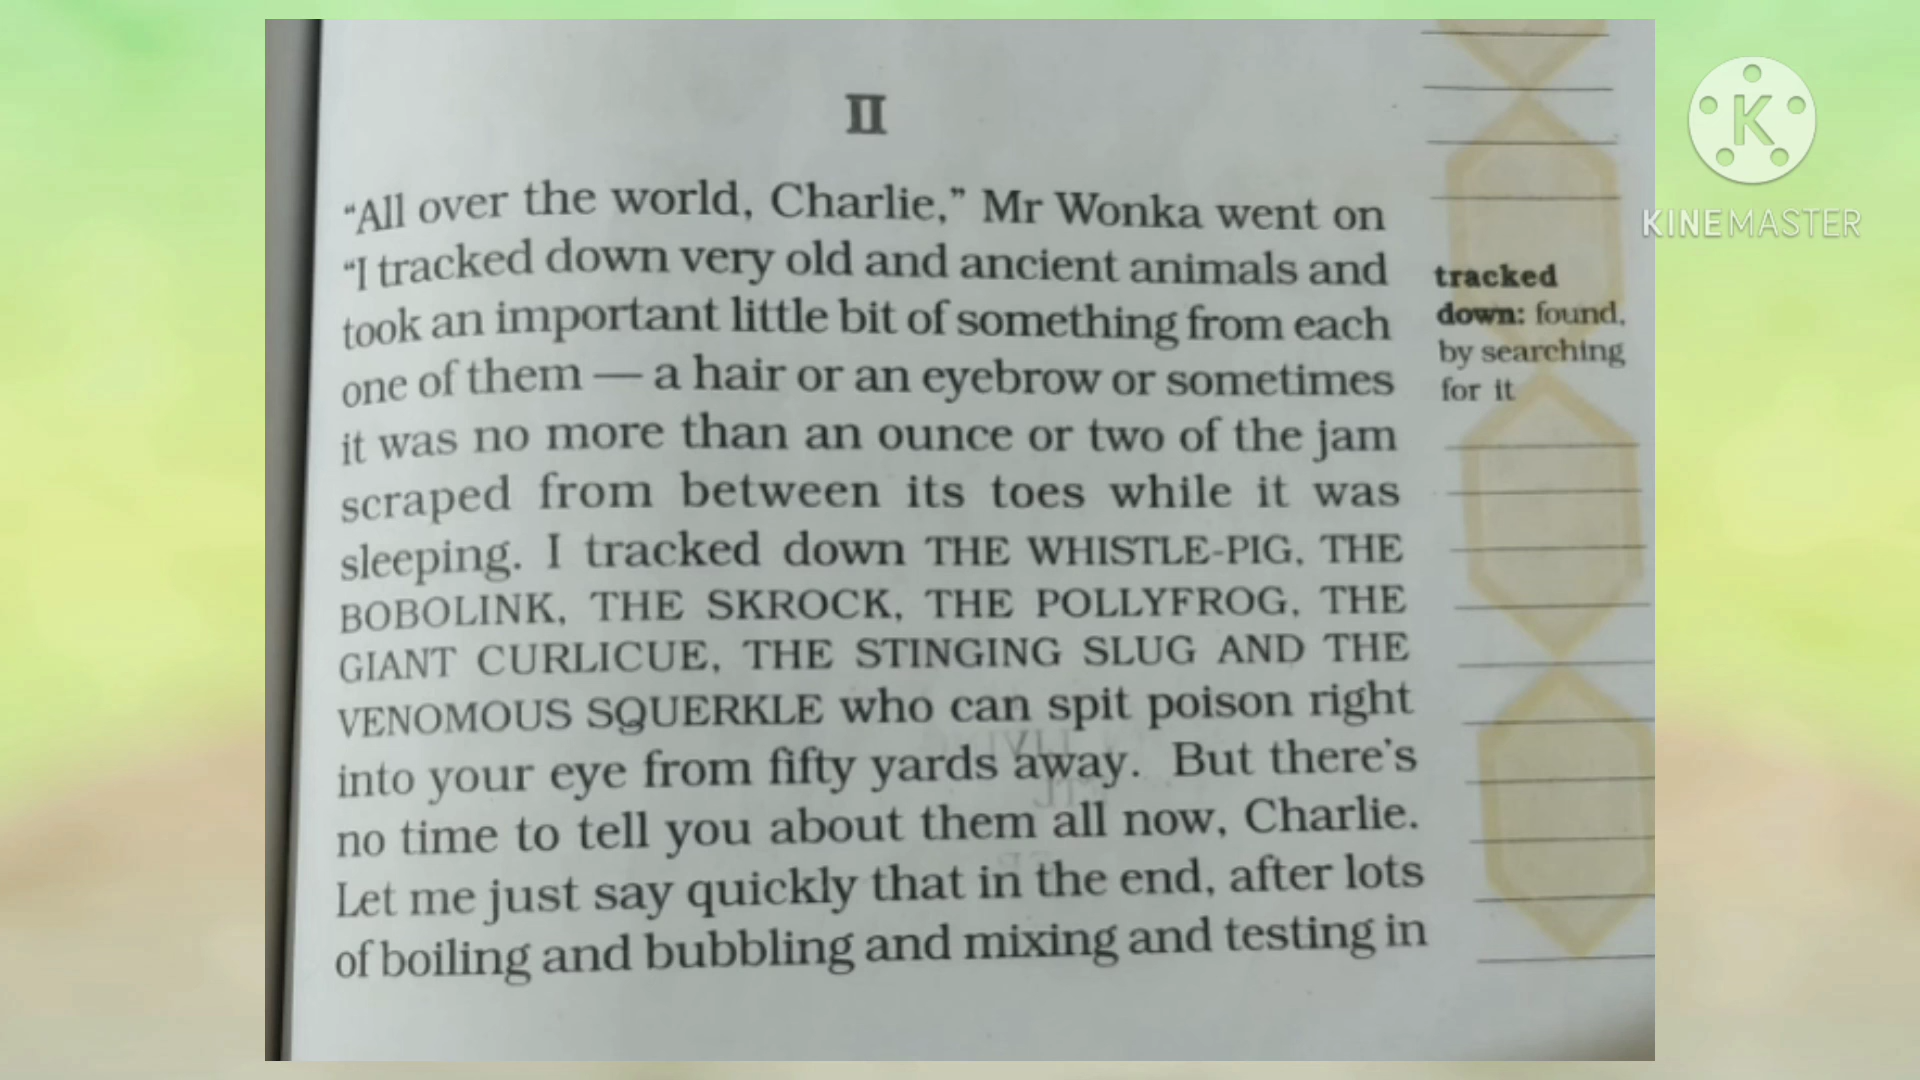 II
“All over the world, Charlie,” Mr Wonka went on
“I tracked down very old and ancient animals and
took an important little bit of something from each
one of them — a hair or an eyebrow or sometimes
it was no more than an ounce or two of the jam
scraped from between its toes while it was
sleeping. I tracked down THE WHISTLE-PIG, THE
BOBOLINK, THE SKROCK, THE POLLYFROG, THE
GIANT CURLICUE, THE STINGING SLUG AND THE
VENOMOUS SQUERKLE who can spit poison right
into your eye from fifty yards away. But there’s
no time to tell you about them all now, Charlie.
Let me just say quickly that in the end, after lots
of boiling and bubbling and mixing and testing in
tracked
down: found,
by searching
for it
K
KINEMASTER